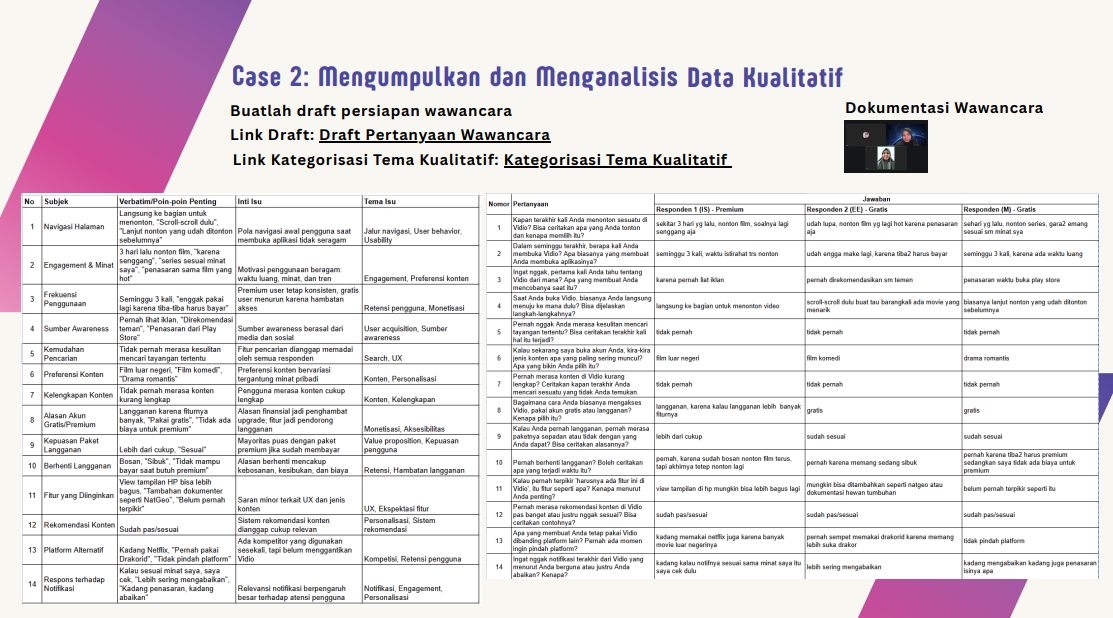 Case 2: Mengumpulkan dan Menganalisis Data Kualitatif
Buatlah draft persiapan wawancara
Link Draft: Draft Pertanyaan Wawancara
Link Kategorisasi Tema Kualitatif: Kategorisasi Tema Kualitatif
Dokumentasi Wawancara
No Subjek Verbatim/Poin-poin Penting Inti Isu Tema Isu
1 Navigasi Halaman
Langsung ke bagian untuk
menonton, "Scroll-scroll dulu",
"Lanjut nonton yang udah ditonton
sebelumnya"
Pola navigasi awal pengguna saat
membuka aplikasi tidak seragam
Jalur navigasi, User behavior,
Usability
2 Engagement & Minat
3 hari lalu nonton film, "karena
senggang", "series sesuai minat
saya", "penasaran sama film yang
hot"
Motivasi penggunaan beragam:
waktu luang, minat, dan tren
Engagement, Preferensi konten
3 Frekuensi
Penggunaan
Seminggu 3 kali, "enggak pakai
lagi karena tiba-tiba harus bayar"
Premium user tetap konsisten, gratis
user menurun karena hambatan
akses
Retensi pengguna, Monetisasi
4 Sumber Awareness
Pernah lihat iklan, "Direkomendasi
teman", "Penasaran dari Play
Store"
Sumber awareness berasal dari
media dan sosial
User acquisition, Sumber
awareness
5 Kemudahan
Pencarian
Tidak pernah merasa kesulitan
mencari tayangan tertentu
Fitur pencarian dianggap memadai
oleh semua responden
Search, UX
6 Preferensi Konten
Film luar negeri, "Film komedi",
"Drama romantis"
Preferensi konten bervariasi
tergantung minat pribadi
Konten, Personalisasi
7 Kelengkapan Konten
Tidak pernah merasa konten
kurang lengkap
Pengguna merasa konten cukup
lengkap
Konten, Kelengkapan
8 Alasan Akun
Gratis/Premium
Langganan karena fiturnya
banyak, "Pakai gratis", "Tidak ada
biaya untuk premium"
Alasan finansial jadi penghambat
upgrade; fitur jadi pendorong
langganan
Monetisasi, Aksesibilitas
9 Kepuasan Paket
Langganan
Lebih dari cukup, "Sesuai"
Mayoritas puas dengan paket
premium jika sudah membayar
Value proposition, Kepuasan
pengguna
10 Berhenti Langganan
Bosan, "Sibuk", "Tidak mampu
bayar saat butuh premium"
Alasan berhenti mencakup
kebosanan, kesibukan, dan biaya
Retensi, Hambatan langganan
11 Fitur yang Diinginkan
View tampilan HP bisa lebih
bagus, "Tambahan dokumenter
seperti NatGeo", "Belum pernah
terpikir"
Saran minor terkait UX dan jenis
konten
UX, Ekspektasi fitur
12 Rekomendasi Konten
Sudah pas/sesuai
Sistem rekomendasi konten
dianggap cukup relevan
Personalisasi, Sistem
rekomendasi
13 Platform Alternatif
Kadang Netflix, "Pernah pakai
Drakorid", "Tidak pindah platform"
Ada kompetitor yang digunakan
sesekali, tapi belum menggantikan
Vidio
Kompetisi, Retensi pengguna
14 Respons terhadap
Notifikasi
Kalau sesuai minat saya, saya
cek, "Lebih sering mengabaikan",
"Kadang penasaran, kadang
abaikan"
Relevansi notifikasi berpengaruh
besar terhadap atensi pengguna
Notifikasi, Engagement,
Personalisasi
Nomor Pertanyaan Jawaban
Responden 1 (IS) - Premium Responden 2 (EE) - Gratis Responden (M) - Gratis
1 Kapan terakhir kali Anda menonton sesuatu di
Vidio? Bisa ceritakan apa yang Anda tonton
dan kenapa memilih itu?
sekitar 3 hari yg lalu, nonton film, soalnya lagi
senggang aja
udah lupa, nonton film yg lagi hot karena penasaran
aja
sehari yg lalu, nonton series, gara2 emang
sesuai sm minat sya
2 Dalam seminggu terakhir, berapa kali Anda
membuka Vidio? Apa biasanya yang membuat
Anda membuka aplikasinya?
seminggu 3 kali, waktu istirahat trs nonton
udah engga make lagi, karena tiba2 harus bayar
seminggu 3 kali, karena ada waktu luang
3 Ingat nggak, pertama kali Anda tahu tentang
Vidio dari mana? Apa yang membuat Anda
mencobanya saat itu?
karena pernah liat iklan
pernah direkomendasikan sm temen
penasaran waktu buka play store
4 Saat Anda buka Vidio, biasanya Anda langsung
menuju ke mana dulu? Bisa dijelaskan
langkah-langkahnya?
langsung ke bagian untuk menonton video
scroll-scroll dulu buat tau barangkali ada movie yang
menarik
biasanya lanjut nonton yang udah ditonton
sebelumnya
5 Pernah nggak Anda merasa kesulitan mencari
tayangan tertentu? Bisa ceritakan terakhir kali
hal itu terjadi?
tidak pernah
tidak pernah
tidak pernah
6 Kalau sekarang saya buka akun Anda, kira-kira
jenis konten apa yang paling sering muncul?
Apa yang bikin Anda pilih itu?
film luar negri
film komedi
drama romantis
7 Pernah merasa konten di Vidio kurang
lengkap? Ceritakan kapan terakhir Anda
mencari sesuatu yang tidak Anda temukan.
tidak pernah
tidak pernah
tidak pernah
8 Bagaimana cara Anda biasanya mengakses
Vidio, pakai akun gratis atau langganan?
Kenapa pilih itu?
langganan, karena kalau langganan lebih banyak
fiturnya
gratis
gratis
9 Kalau Anda pernah langganan, pernah merasa
paketnya sepadan atau tidak dengan yang
Anda dapat? Bisa ceritakan alasannya?
lebih dari cukup
sudah sesuai
sudah sesuai
10 Pernah berhenti langganan? Boleh ceritakan
apa yang terjadi waktu itu?
pernah, karena sudah bosan nonton film terus,
tapi akhirnya tetep nonton lagi
pernah karena memang sedang sibuk
pernah karena tiba2 harus premium
sedangkan saya tidak ada biaya untuk
premium
11 Kalau pernah terpikir 'harusnya ada fitur ini di
Vidio', itu fitur seperti apa? Kenapa menurut
Anda penting?
view tampilan di hp mungkin bisa lebih bagus lagi
mungkin bisa ditambahkan seperti natgeo atau
dokumentasi hewan tumbuhan
belum pernah terpikir seperti itu
12 Pernah merasa rekomendasi konten di Vidio
pas banget atau justru nggak sesuai? Bisa
ceritakan contohnya?
sudah pas/sesuai
sudah pas/sesuai
sudah pas/sesuai
13 Apa yang membuat Anda tetap pakai Vidio
dibanding platform lain? Pernah ada momen
ingin pindah platform?
kadang memakai netflix juga karena banyak
movie luar negerinya
pernah sempet memakai drakorid karena memang
lebih suka drakor
tidak pindah platform
14 Ingat nggak notifikasi terakhir dari Vidio yang
menurut Anda berguna atau justru Anda
abaikan? Kenapa?
kadang kalau notifnya sesuai sama minat saya itu
saya cek dulu
lebih sering mengabaikan
kadang mengabaikan kadang juga penasaran
isinya apa